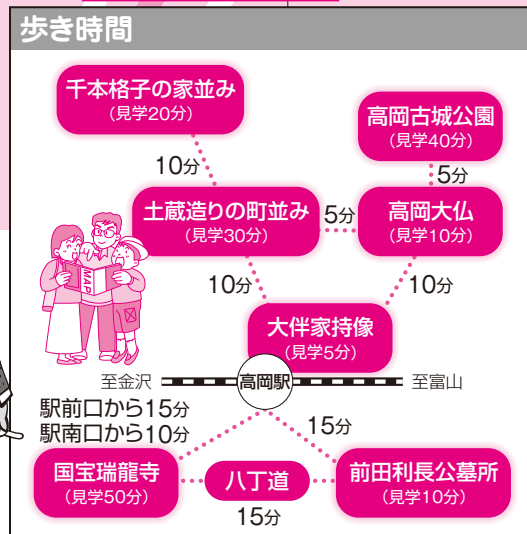 歩き時間
千本格子の家並み
(見学20分)
高岡古城公園
(見学40分)
10分
5分
土蔵造りの町並み
(見学30分)
5分
高岡大仏
(見学10分)
MAP
10分
10分
大伴家持像
(見学5分)
至金沢
高岡駅
至富山
駅前口から15分
駅南口から10分
15分
国宝瑞龍寺
(見学50分)
八丁道
前田利長公墓所
(見学10分)
15分